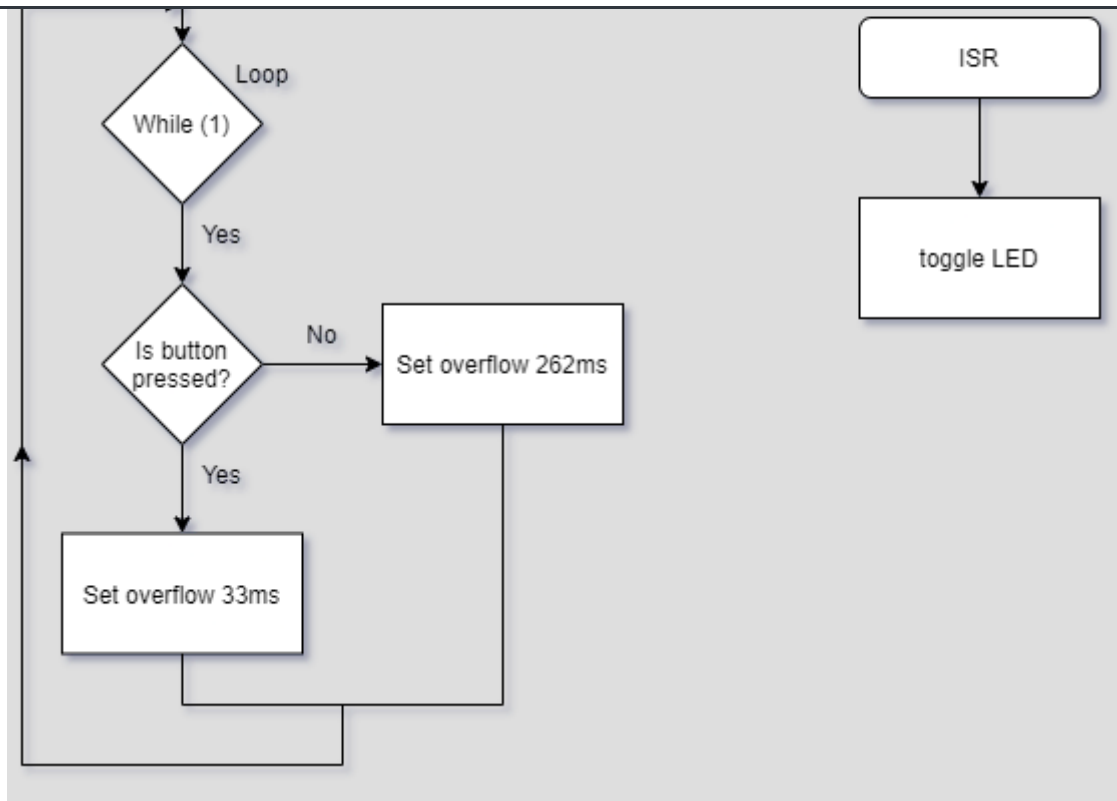 Loop
While (1)
Yes
Is button
pressed?
No
Set overflow 262ms
Yes
Set overflow 33ms
ISR
toggle LED